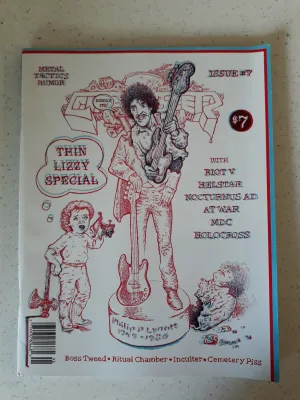 METAL
TACTICS
HUMOR
ISSUE #7
$7
THIN
LIZZY
SPECIAL
WITH
RIOT V
HELSTAR
NOCTURNUS AD
AT WAR
MDC
HOLOCROSS
Philip P. Lynott
1949-1986
Boss Tweed • Ritual Chamber • Inculter • Cemetery Piss